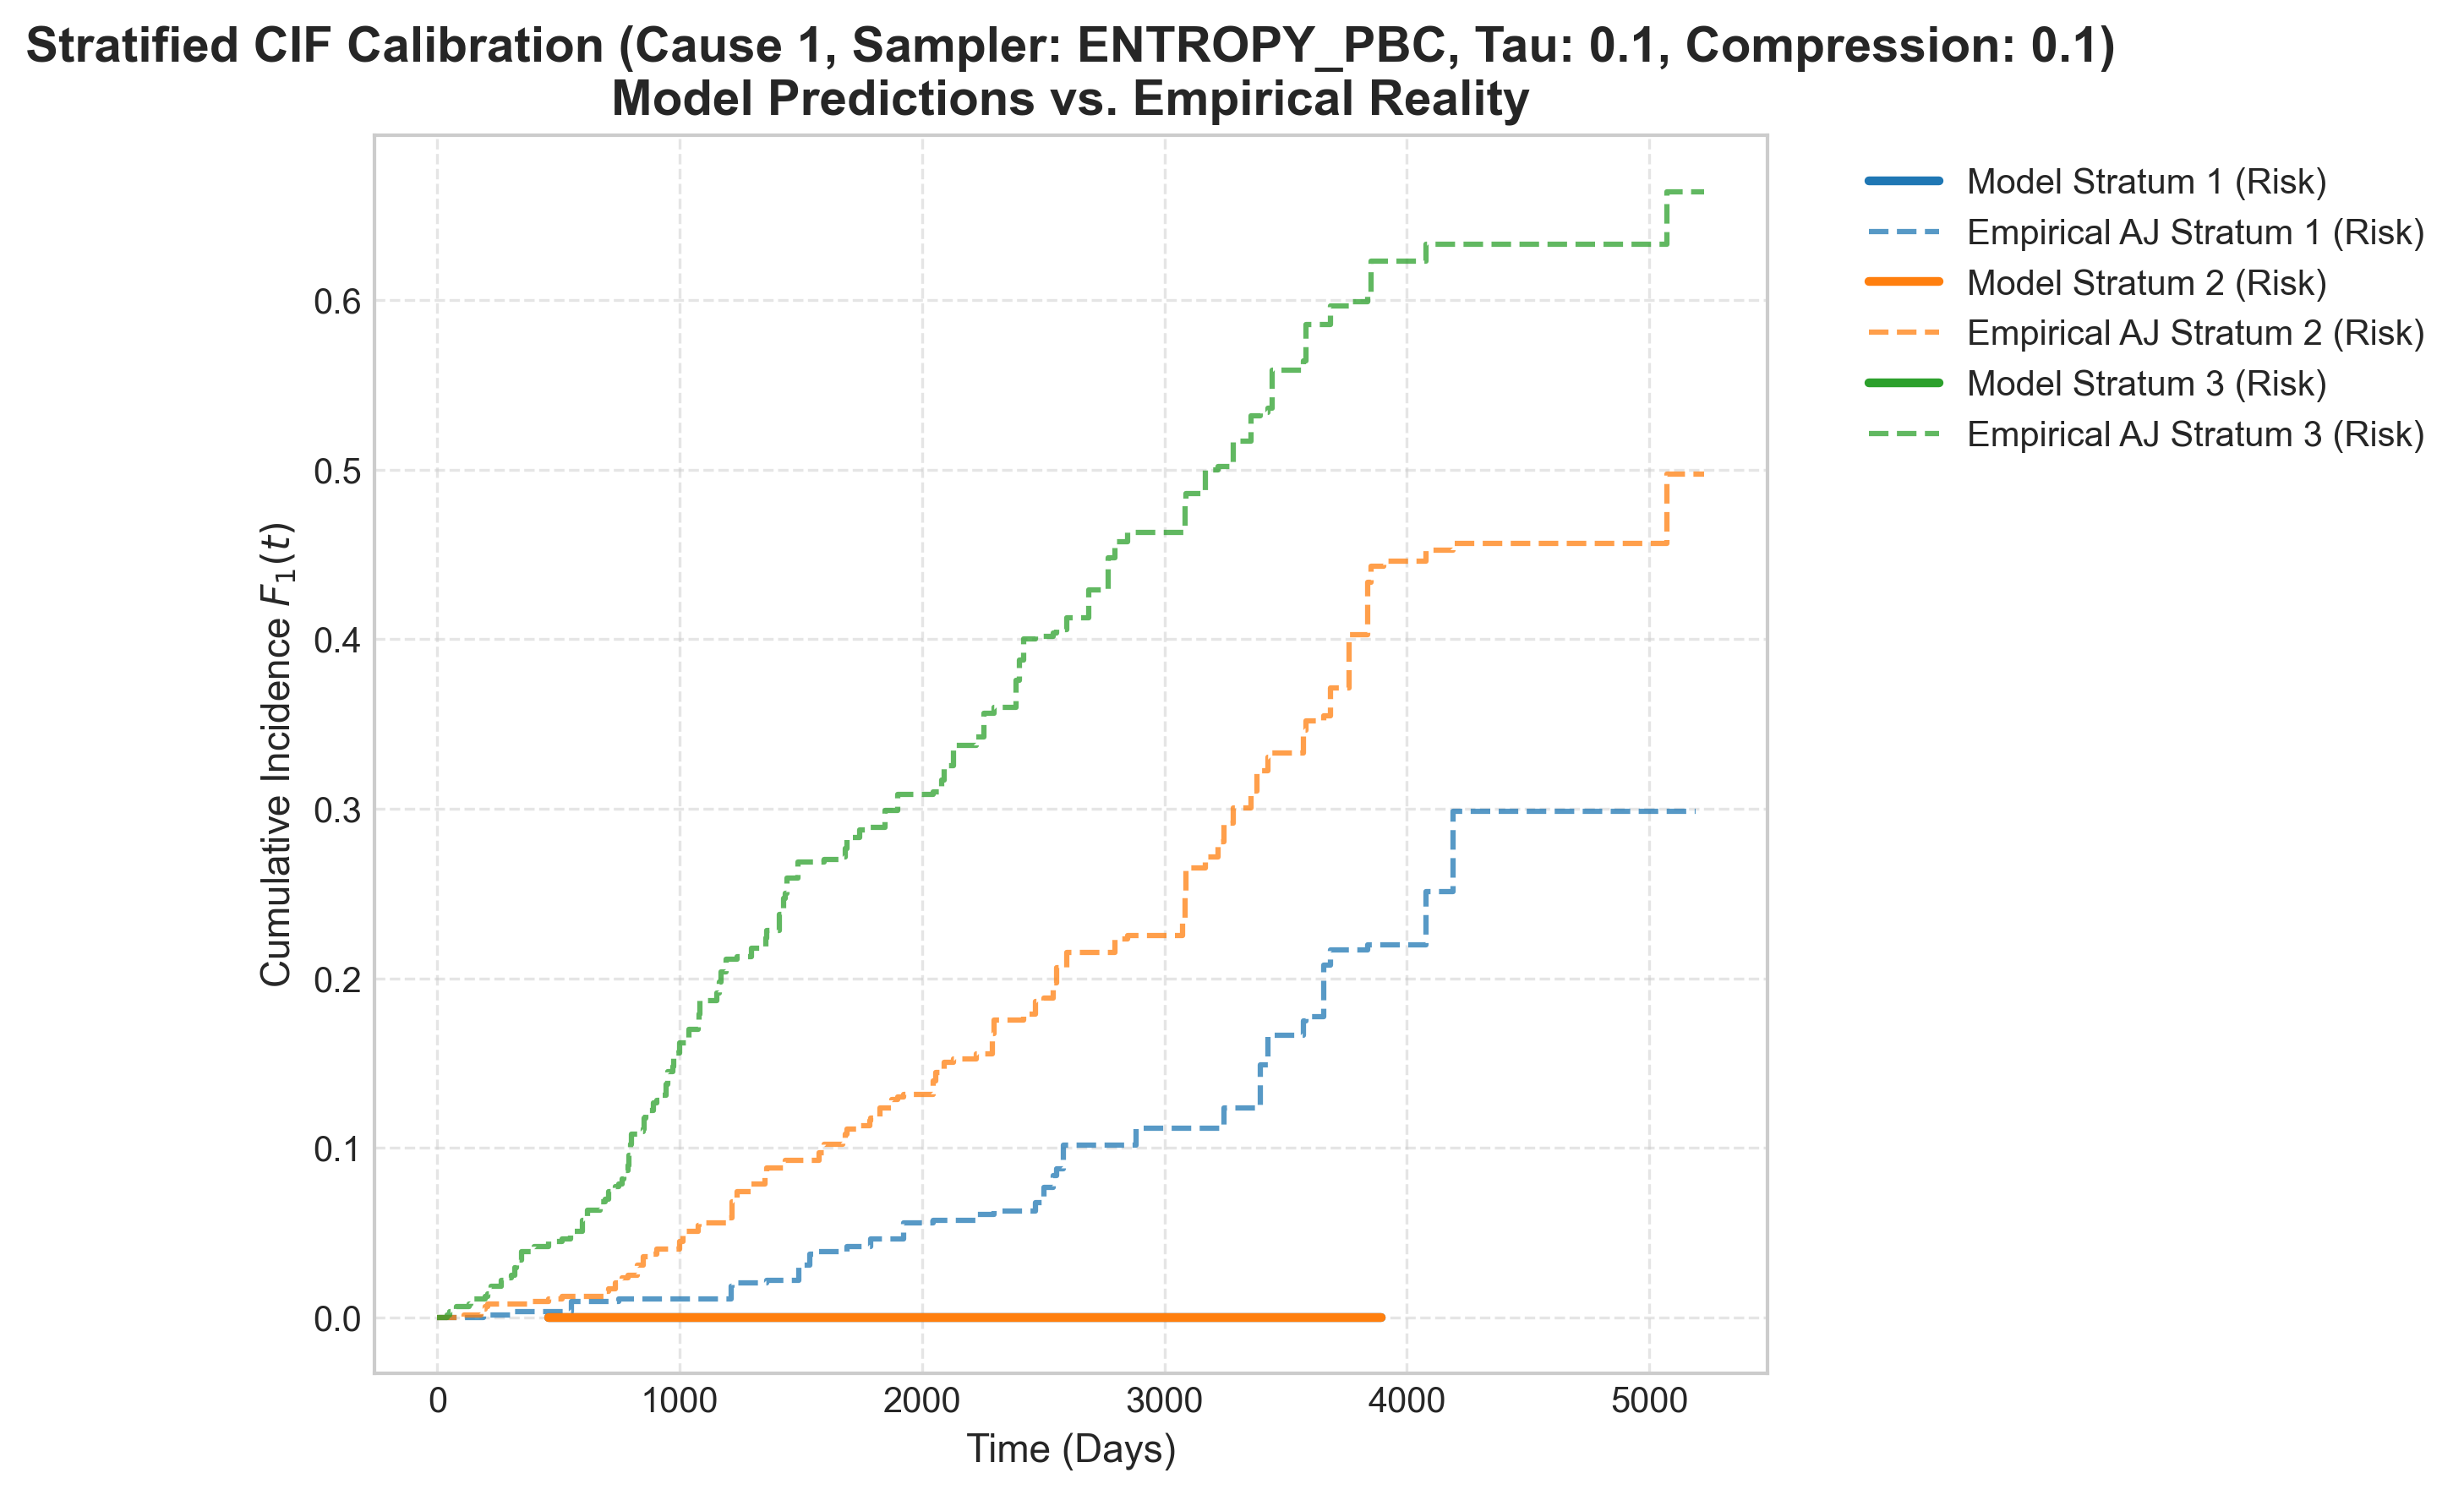 Stratified CIF Calibration (Cause 1, Sampler: ENTROPY_PBC, Tau: 0.1, Compression: 0.1)
Model Predictions vs. Empirical Reality
Model Stratum 1 (Risk)
Empirical AJ Stratum 1 (Risk)
Model Stratum 2 (Risk)
Empirical AJ Stratum 2 (Risk)
Model Stratum 3 (Risk)
Empirical AJ Stratum 3 (Risk)
Cumulative Incidence F₁(t)
0.6
0.5
0.4
0.3
0.2
0.1
0.0
0 1000 2000 3000 4000 5000
Time (Days)